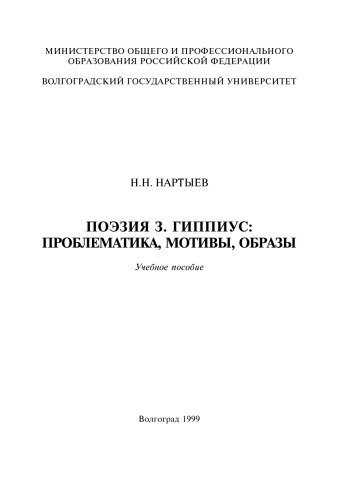 МИНИСТЕРСТВО ОБЩЕГО И ПРОФЕССИОНАЛЬНОГО
ОБРАЗОВАНИЯ РОССИЙСКОЙ ФЕДЕРАЦИИ
ВОЛГОГРАДСКИЙ ГОСУДАРСТВЕННЫЙ УНИВЕРСИТЕТ
Н.Н. НАРТЫЕВ
ПОЭЗИЯ З. ГИППИУС:
ПРОБЛЕМАТИКА, МОТИВЫ, ОБРАЗЫ
Учебное пособие
Волгоград 1999